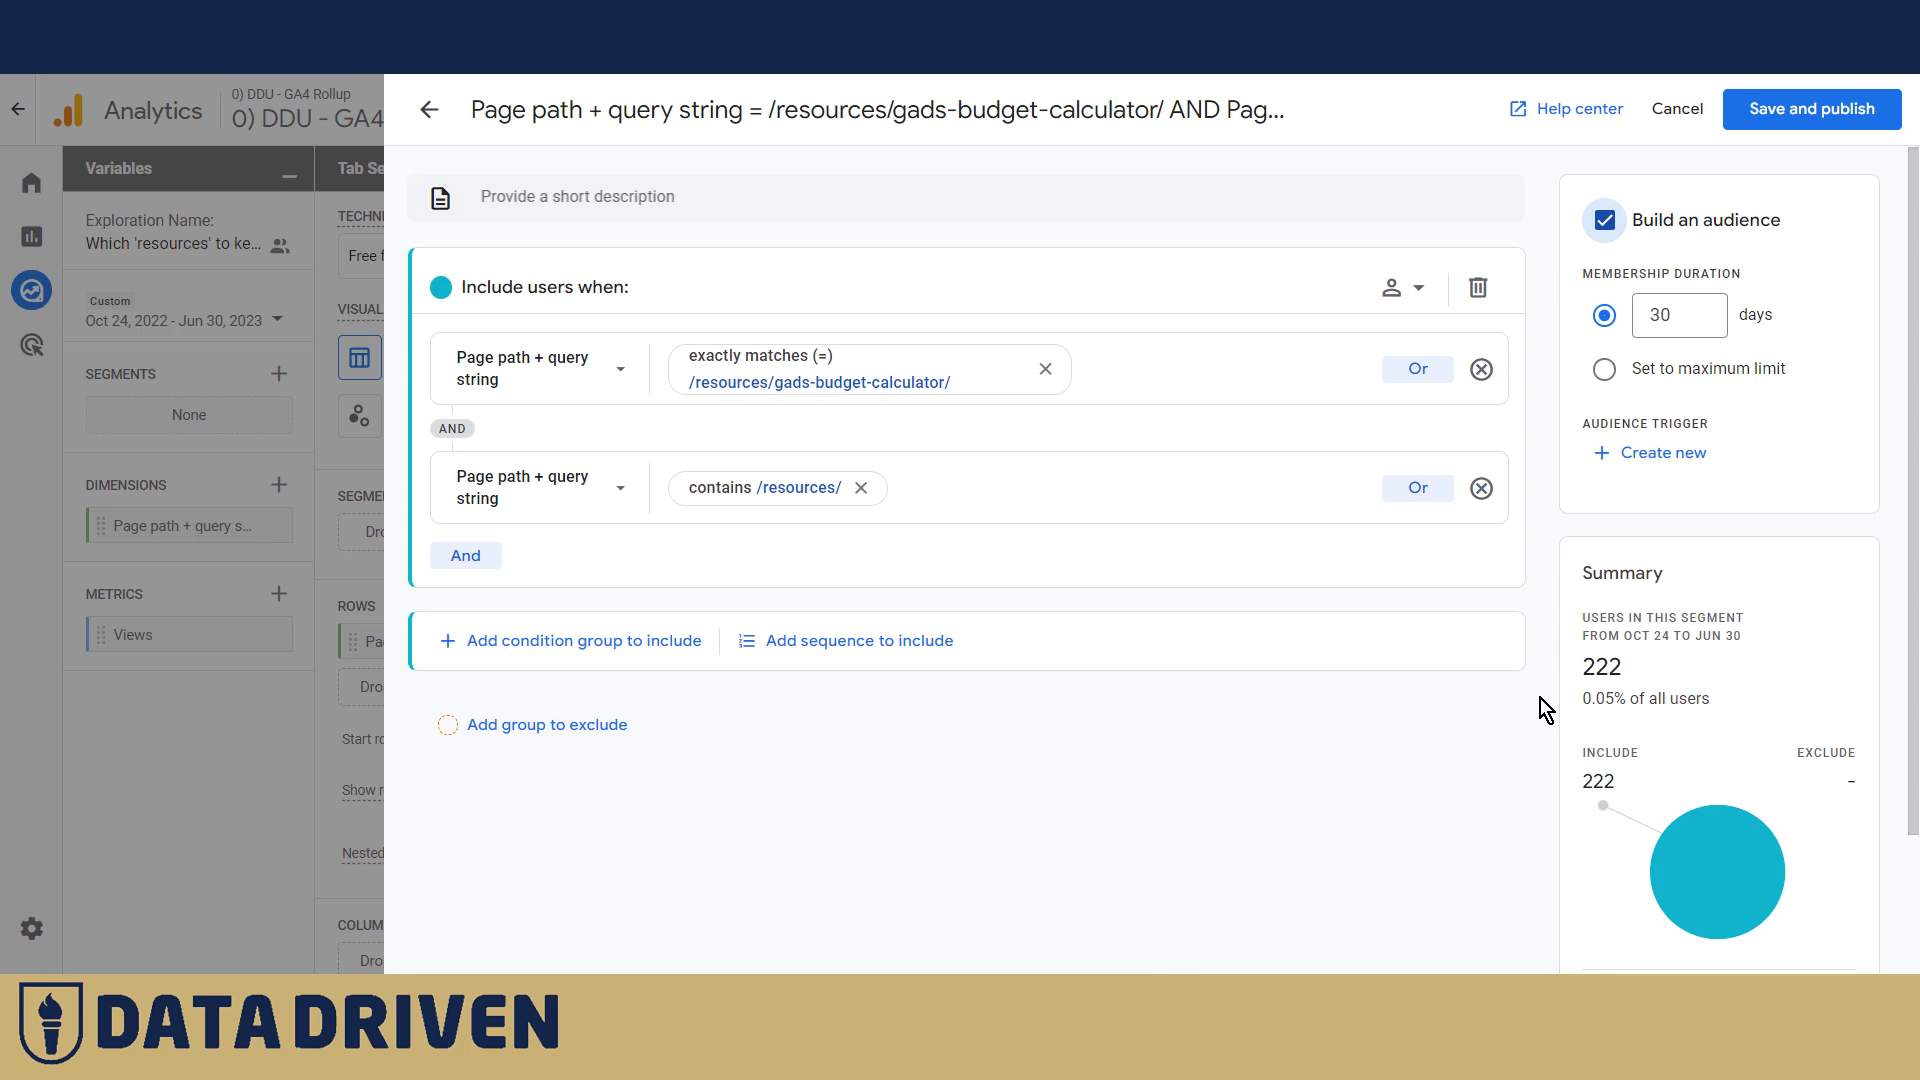 Analytics
0) DDU - GA4 Rollup
0) DDU - GA4
Page path + query string = /resources/gads-budget-calculator/ AND Pag...
Help center
Cancel
Save and publish
Variables
Tab Se
Exploration Name:
Which 'resources' to ke...
Custom
Oct 24, 2022 - Jun 30, 2023
SEGMENTS
None
DIMENSIONS
Page path + query s...
METRICS
Views
TECHNI
Free f
VISUAL
SEGME
Dro
ROWS
Pa
Dro
Start ro
Show r
Nested
COLUM
Dro
Provide a short description
Include users when:
Page path + query
string
exactly matches (=)
/resources/gads-budget-calculator/
Or
AND
Page path + query
string
contains /resources/
Or
And
Add condition group to include
Add sequence to include
Add group to exclude
Build an audience
MEMBERSHIP DURATION
30
days
Set to maximum limit
AUDIENCE TRIGGER
Create new
Summary
USERS IN THIS SEGMENT
FROM OCT 24 TO JUN 30
222
0.05% of all users
INCLUDE
EXCLUDE
222
-
DATA DRIVEN